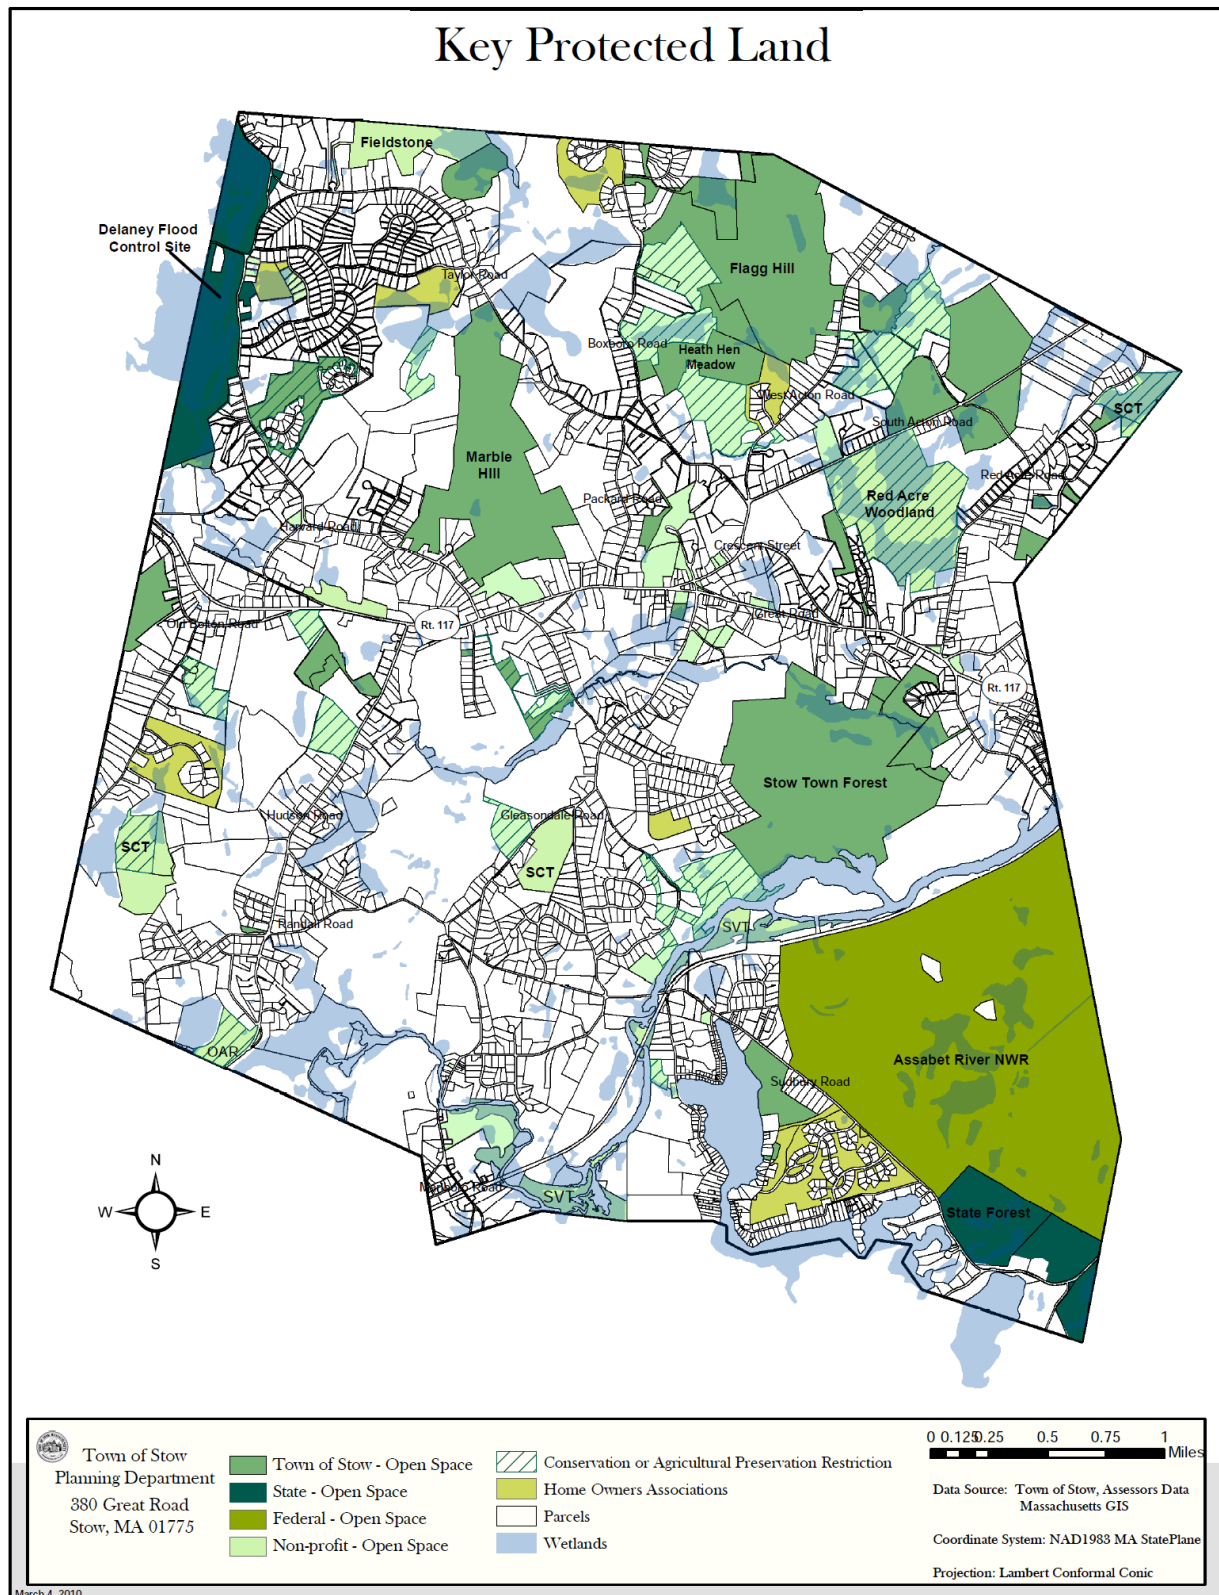 Key Protected Land
Fieldstone
Delaney Flood
Control Site
Taylor Road
Flagg Hill
Boxboro Road
Heath Hen
Meadow
West Acton Road
SCT
South Acton Road
Marble
Hill
Red Acre Road
Packard Road
Red Acre
Woodland
Harvard Road
Crescent Street
Great Road
Old Bolton Road
Rt. 117
Rt. 117
Stow Town Forest
Hudson Road
Gleasondale Road
SCT
SCT
Randall Road
SVT
OAR
Assabet River NWR
Sudbury Road
N
W
E
S
Marlboro Road
SVT
State Forest
Town of Stow
Planning Department
380 Great Road
Stow, MA 01775
Town of Stow - Open Space
State - Open Space
Federal - Open Space
Non-profit - Open Space
Conservation or Agricultural Preservation Restriction
Home Owners Associations
Parcels
Wetlands
0 0.125 0.25 0.5 0.75 1
Miles
Data Source: Town of Stow, Assessors Data
Massachusetts GIS
Coordinate System: NAD1983 MA StatePlane
Projection: Lambert Conformal Conic
March 4, 2010